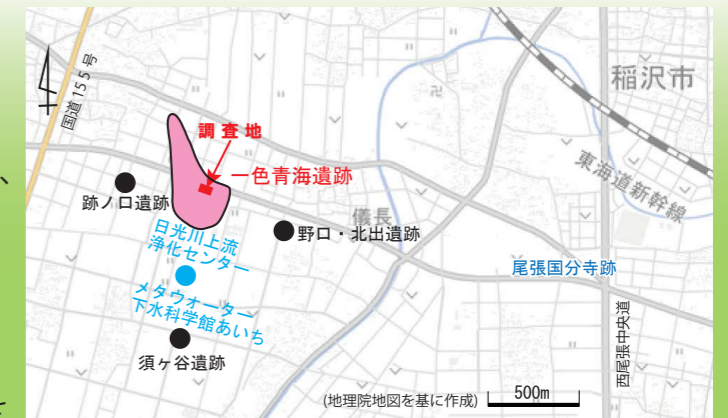 国道155号
稲沢市
調査地
一色青海遺跡
東海道新幹線
跡ノ口遺跡
儀長
野口・北出遺跡
日光川上流
浄化センター
尾張国分寺跡
メタウォーター
下水科学館あいち
西尾張中央道
須ヶ谷遺跡
(地理院地図を基に作成)
500m
、